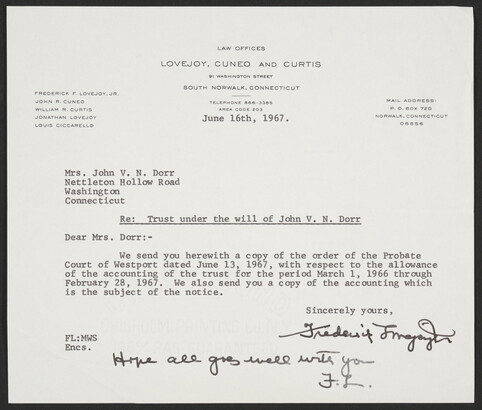 LAW OFFICES
LOVEJOY, CUNEO AND CURTIS
91 WASHINGTON STREET
SOUTH NORWALK, CONNECTICUT
TELEPHONE 866-3385
AREA CODE 203
FREDERICK F. LOVEJOY, JR.
JOHN R. CUNEO
WILLIAM R. CURTIS
JONATHAN LOVEJOY
LOUIS CICCARELLO
MAIL ADDRESS:
P.O. BOX 720
NORWALK, CONNECTICUT
June 16th, 1967.
Mrs. John V. N. Dorr
Nettleton Hollow Road
Washington
Connecticut
Re: Trust under the will of John V. N. Dorr
Dear Mrs. Dorr:-
We send you herewith a copy of the order of the Probate
Court of Westport dated June 13, 1967, with respect to the allowance
of the accounting of the trust for the period March 1, 1966 through
February 28, 1967. We also send you a copy of the accounting which
is the subject of the notice.
Sincerely yours,
Frederick Lovejoy Jr
FL:MWS
Encs.
Hope all goes well with you
F.L.